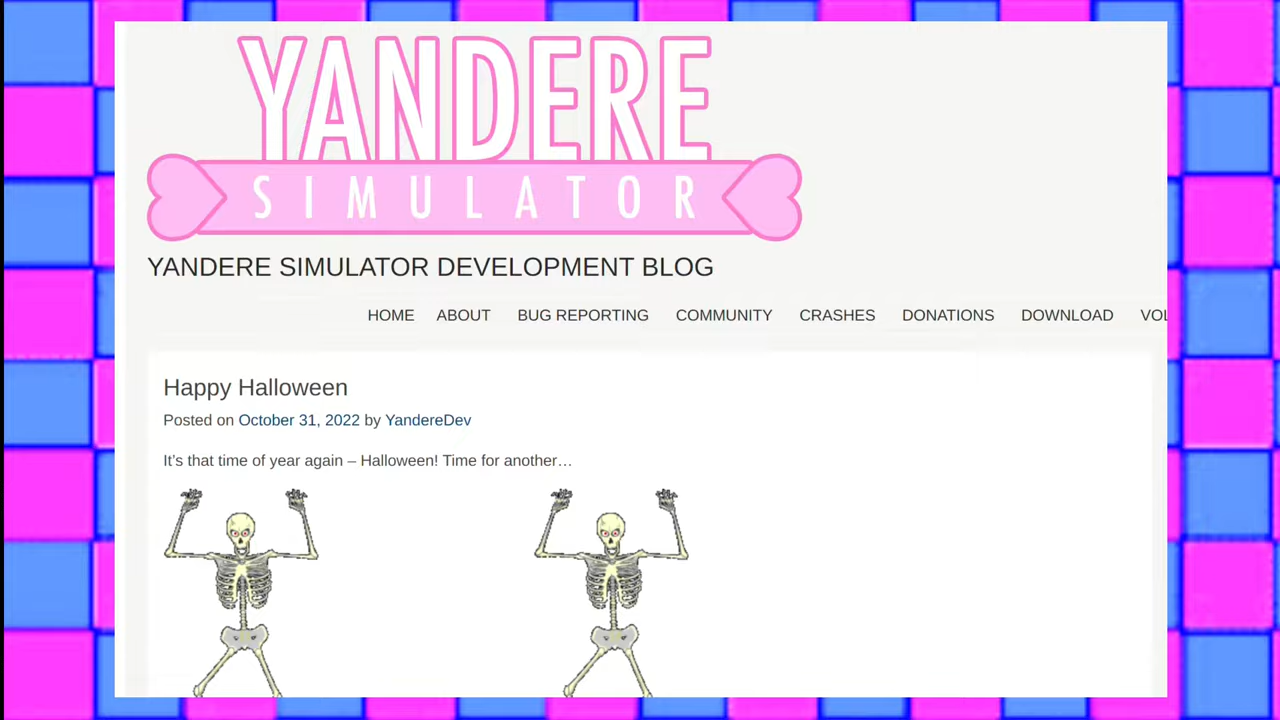 YANDERE
SIMULATOR
YANDERE SIMULATOR DEVELOPMENT BLOG
HOME ABOUT BUG REPORTING COMMUNITY CRASHES DONATIONS DOWNLOAD VOL
Happy Halloween
Posted on October 31, 2022 by YandereDev
It’s that time of year again – Halloween! Time for another…